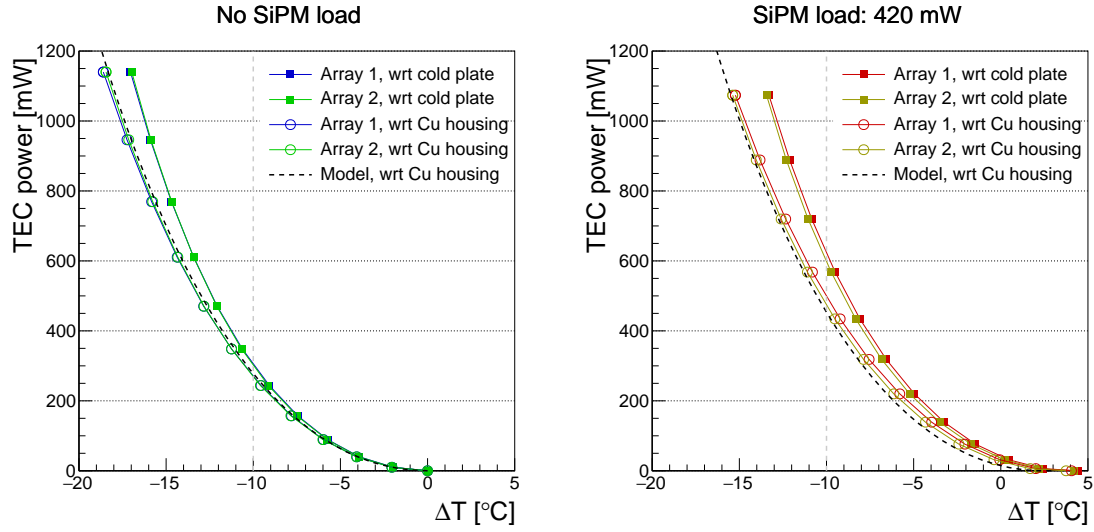 No SiPM load
TEC power [mW]
1200
1000
800
600
400
200
0
Array 1, wrt cold plate
Array 2, wrt cold plate
Array 1, wrt Cu housing
Array 2, wrt Cu housing
Model, wrt Cu housing
−20 −15 −10 −5 0 5
ΔT [°C]
SiPM load: 420 mW
TEC power [mW]
1200
1000
800
600
400
200
0
Array 1, wrt cold plate
Array 2, wrt cold plate
Array 1, wrt Cu housing
Array 2, wrt Cu housing
Model, wrt Cu housing
−20 −15 −10 −5 0 5
ΔT [°C]